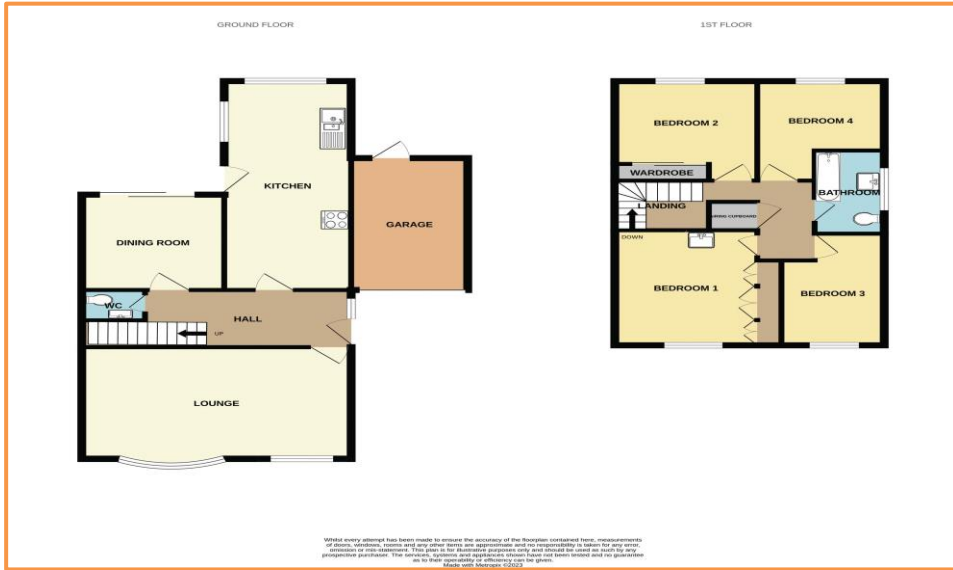 GROUND FLOOR
1ST FLOOR
KITCHEN
GARAGE
DINING ROOM
WC
HALL
UP
LOUNGE
BEDROOM 2
BEDROOM 4
WARDROBE
BATHROOM
LANDING
AIRING CUPBOARD
DOWN
BEDROOM 1
BEDROOM 3
Whilst every attempt has been made to ensure the accuracy of the floorplan contained here, measurements
of doors, windows, rooms and any other items are approximate and no responsibility is taken for any error,
omission or mis-statement. This plan is for illustrative purposes only and should be used as such by any
prospective purchaser. The services, systems and appliances shown have not been tested and no guarantee
as to their operability or efficiency can be given.
Made with Metropix ©2023